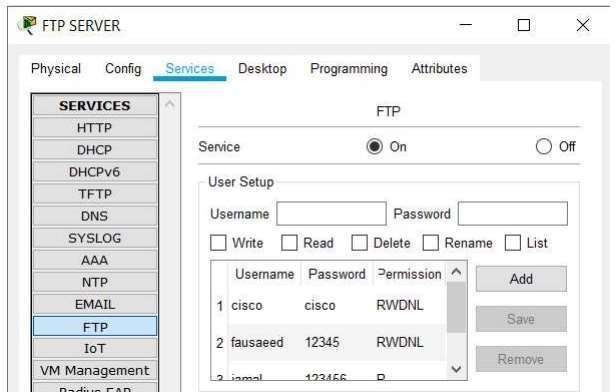 FTP SERVER
Physical Config Services Desktop Programming Attributes
SERVICES
HTTP
DHCP
DHCPv6
TFTP
DNS
SYSLOG
AAA
NTP
EMAIL
FTP
IoT
VM Management
Radius EAP
FTP
Service On Off
User Setup
Username Password
Write Read Delete Rename List
Username Password Permission
1 cisco cisco RWDNL
2 fausaeed 12345 RWDNL
3 jamal 123456 R
Add
Save
Remove